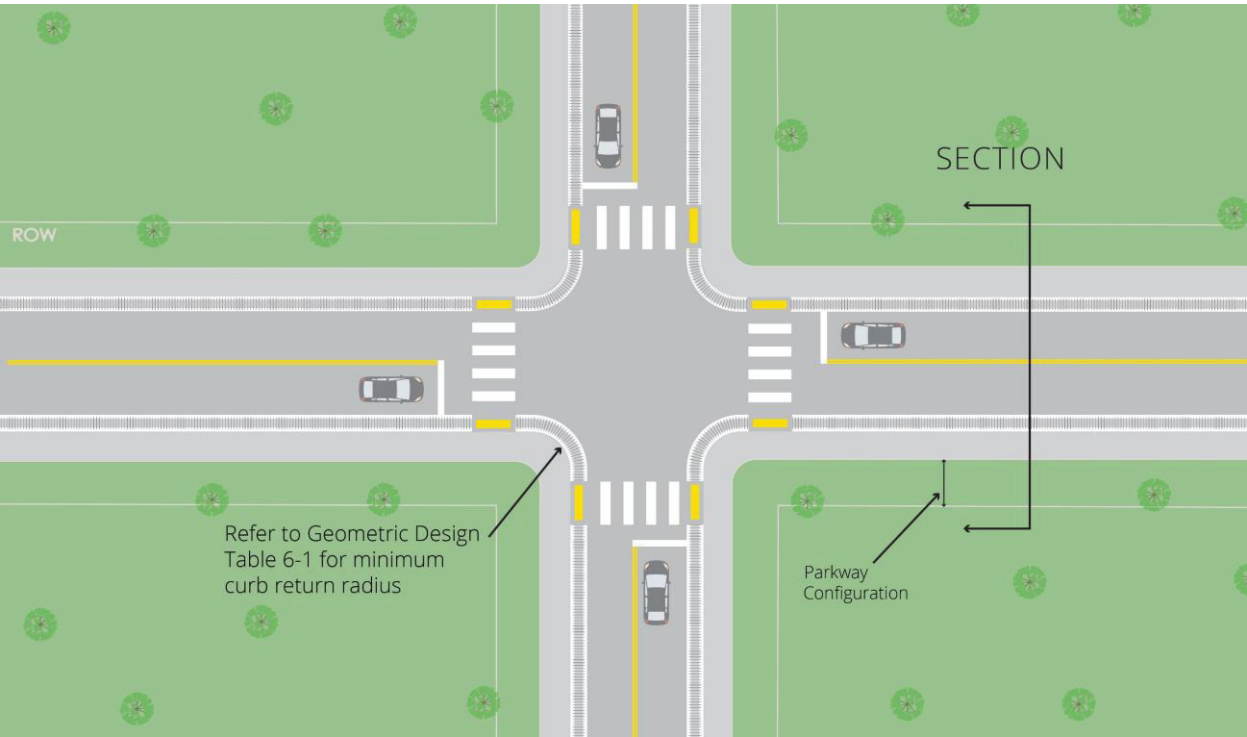 SECTION
ROW
Refer to Geometric Design
Table 6-1 for minimum
curb return radius
Parkway
Configuration